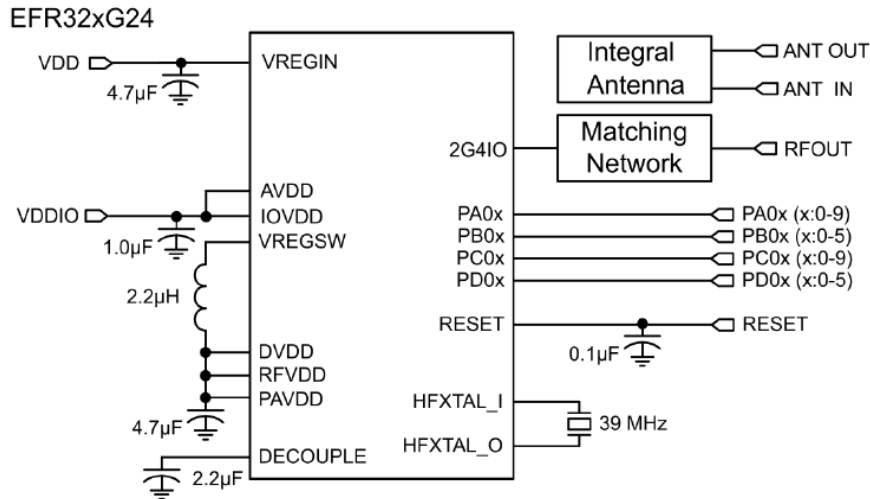 EFR32xG24
VDD
4.7µF
VREGIN
Integral
Antenna
ANT OUT
ANT IN
2G4IO
Matching
Network
RFOUT
VDDIO
1.0µF
AVDD
IOVDD
VREGSW
2.2µH
PA0x
PB0x
PC0x
PD0x
PA0x (x:0-9)
PB0x (x:0-5)
PC0x (x:0-9)
PD0x (x:0-5)
RESET
0.1µF
RESET
DVDD
RFVDD
PAVDD
4.7µF
HFXTAL_I
HFXTAL_O
39 MHz
DECOUPLE
2.2µF